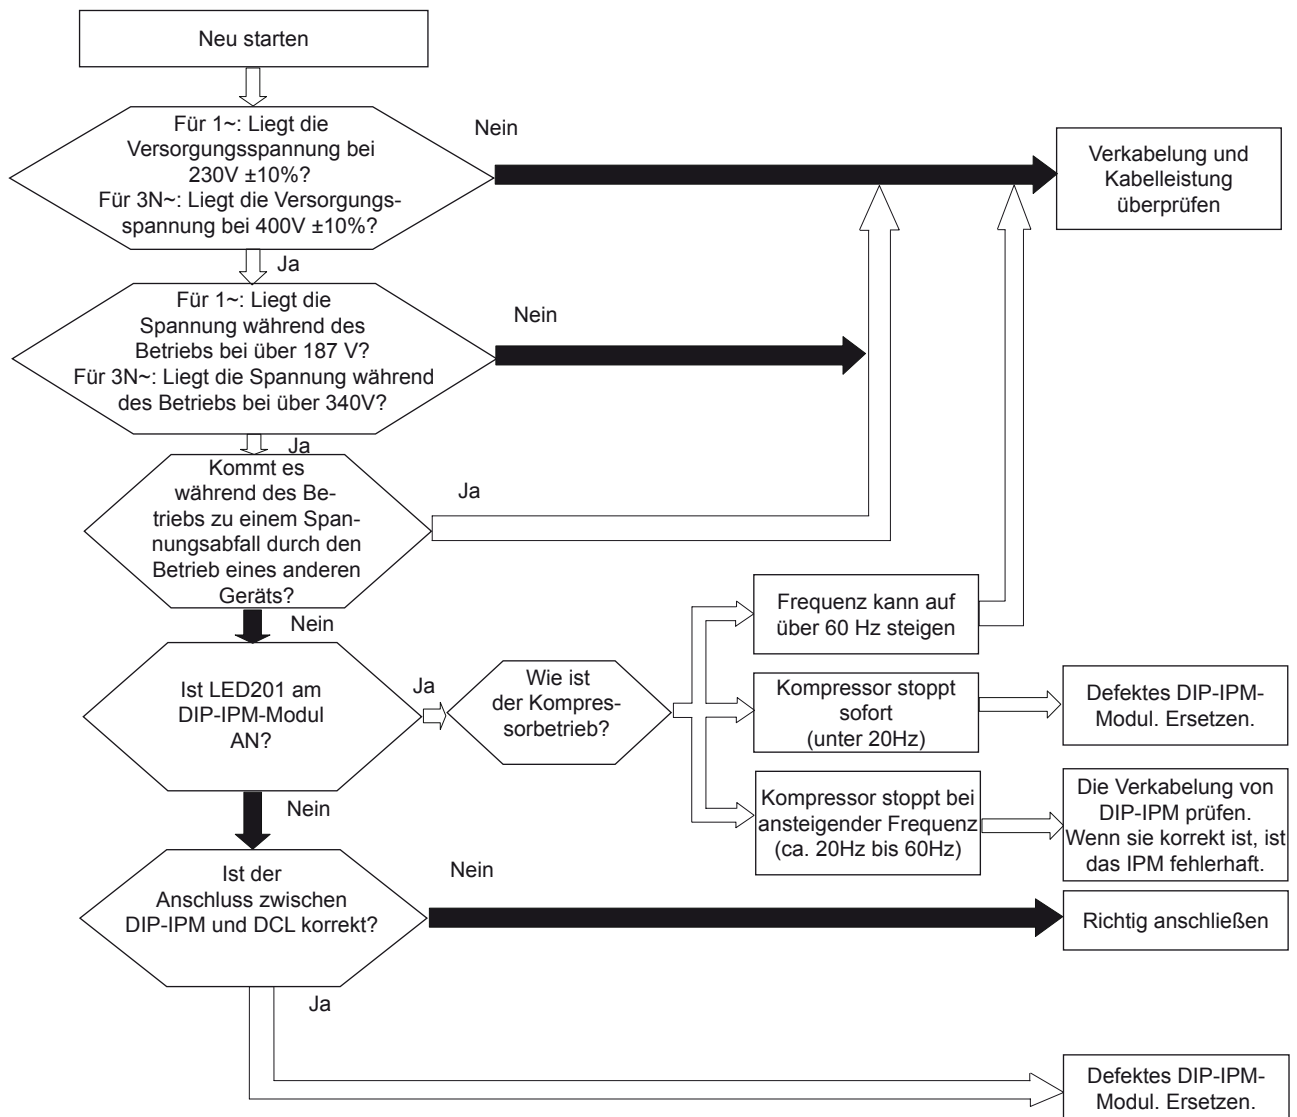 Neu starten
Für 1~: Liegt die
Versorgungsspannung bei
230V ±10%?
Für 3N~: Liegt die Versorgungs-
spannung bei 400V ±10%?
Nein
Verkabelung und
Kabelleistung
überprüfen
Ja
Für 1~: Liegt die
Spannung während des
Betriebs bei über 187 V?
Für 3N~: Liegt die Spannung während
des Betriebs bei über 340V?
Nein
Ja
Kommt es
während des Be-
triebs zu einem Span-
nungsabfall durch den
Betrieb eines anderen
Geräts?
Ja
Nein
Ist LED201 am
DIP-IPM-Modul
AN?
Ja
Wie ist
der Kompres-
sorbetrieb?
Frequenz kann auf
über 60 Hz steigen
Kompressor stoppt
sofort
(unter 20Hz)
Defektes DIP-IPM-
Modul. Ersetzen.
Kompressor stoppt bei
ansteigender Frequenz
(ca. 20Hz bis 60Hz)
Die Verkabelung von
DIP-IPM prüfen.
Wenn sie korrekt ist, ist
das IPM fehlerhaft.
Nein
Ist der
Anschluss zwischen
DIP-IPM und DCL korrekt?
Nein
Richtig anschließen
Ja
Defektes DIP-IPM-
Modul. Ersetzen.